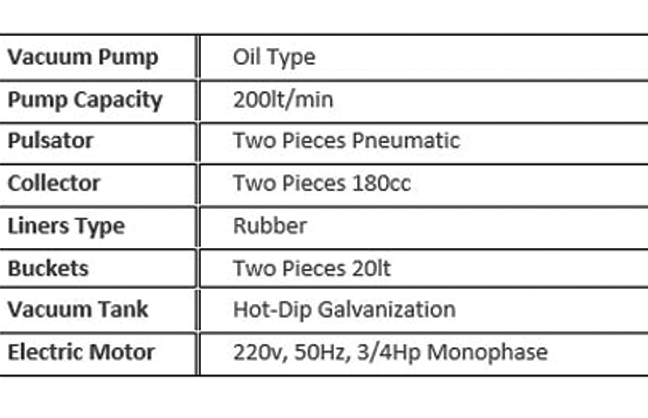 Vacuum Pump Oil Type
Pump Capacity 200lt/min
Pulsator Two Pieces Pneumatic
Collector Two Pieces 180cc
Liners Type Rubber
Buckets Two Pieces 20lt
Vacuum Tank Hot-Dip Galvanization
Electric Motor 220v, 50Hz, 3/4Hp Monophase